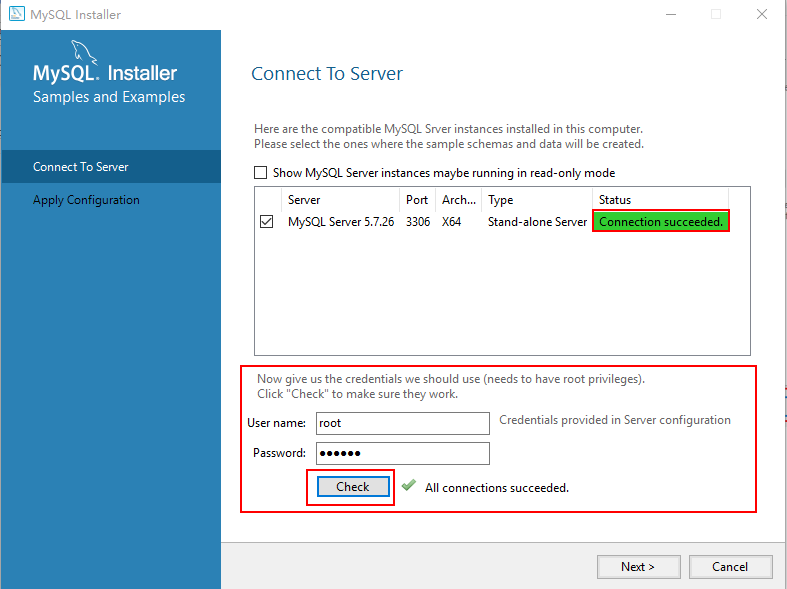 MySQL Installer
MySQL. Installer
Samples and Examples
Connect To Server
Apply Configuration
Connect To Server
Here are the compatible MySQL Srver instances installed in this computer.
Please select the ones where the sample schemas and data will be created.
Show MySQL Server instances maybe running in read-only mode
Server Port Arch... Type Status
MySQL Server 5.7.26 3306 X64 Stand-alone Server Connection succeeded.
Now give us the credentials we should use (needs to have root privileges).
Click "Check" to make sure they work.
User name: root Credentials provided in Server configuration
Password: ●●●●●●
Check All connections succeeded.
Next > Cancel